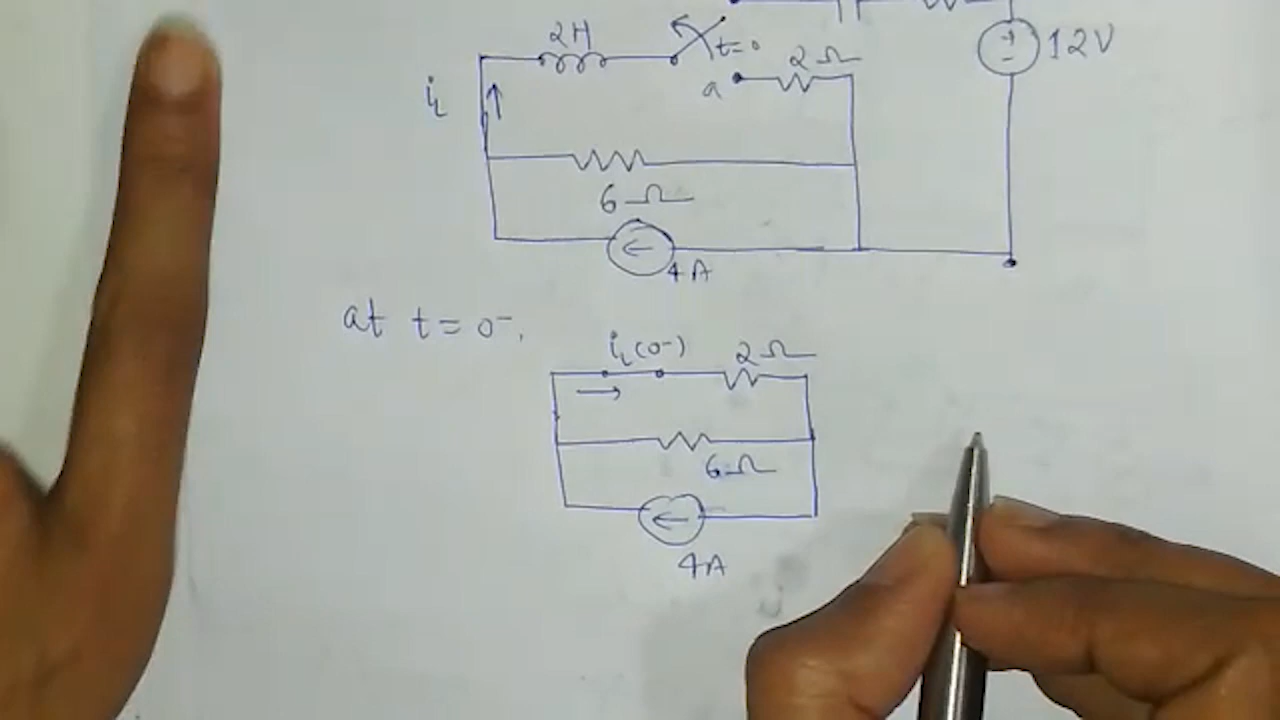 2H
t=0
2Ω
12V
+
-
a
i_L
6Ω
4A
at t=0⁻,
i_L(0⁻)
2Ω
6Ω
4A